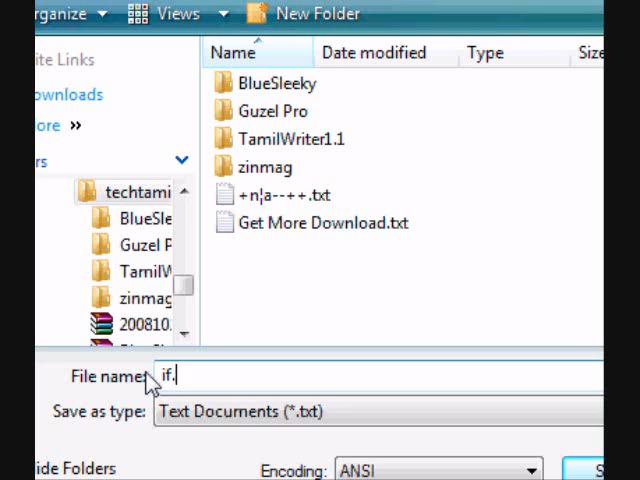 rganize Views New Folder
ite Links
ownloads
ore »
rs
techtami
BlueSle
Guzel P
TamilW
zinmag
200810
Name Date modified Type Size
BlueSleeky
Guzel Pro
TamilWriter1.1
zinmag
+n¦a--++.txt
Get More Download.txt
File name: if.
Save as type: Text Documents (*.txt)
ide Folders
Encoding: ANSI
S